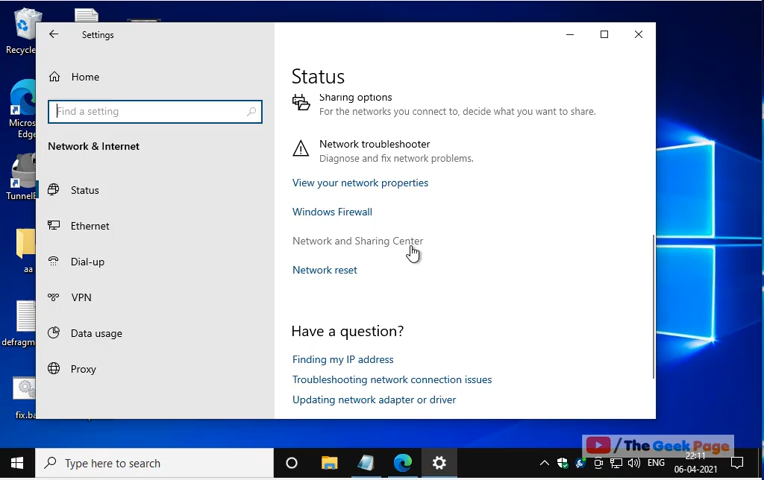 Recycle
Micros
Edge
TunnelB
aa
defragm
fix.ba
Settings
Home
Find a setting
Network & Internet
Status
Ethernet
Dial-up
VPN
Data usage
Proxy
Status
Sharing options
For the networks you connect to, decide what you want to share.
Network troubleshooter
Diagnose and fix network problems.
View your network properties
Windows Firewall
Network and Sharing Center
Network reset
Have a question?
Finding my IP address
Troubleshooting network connection issues
Updating network adapter or driver
/The Geek Page
Type here to search
ENG
22:11
06-04-2021